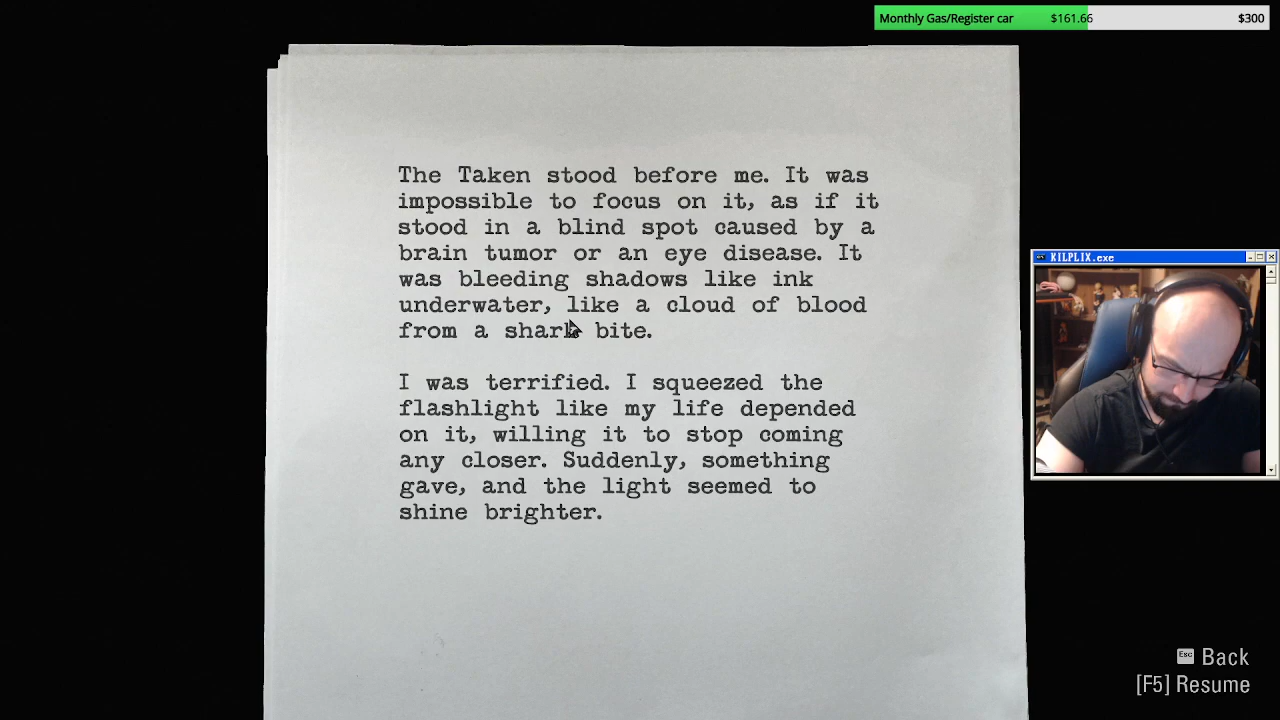 Monthly Gas/Register car $161.66 $300
The Taken stood before me. It was
impossible to focus on it, as if it
stood in a blind spot caused by a
brain tumor or an eye disease. It
was bleeding shadows like ink
underwater, like a cloud of blood
from a shark bite.
I was terrified. I squeezed the
flashlight like my life depended
on it, willing it to stop coming
any closer. Suddenly, something
gave, and the light seemed to
shine brighter.
KILPLIX.exe
Esc Back
[F5] Resume